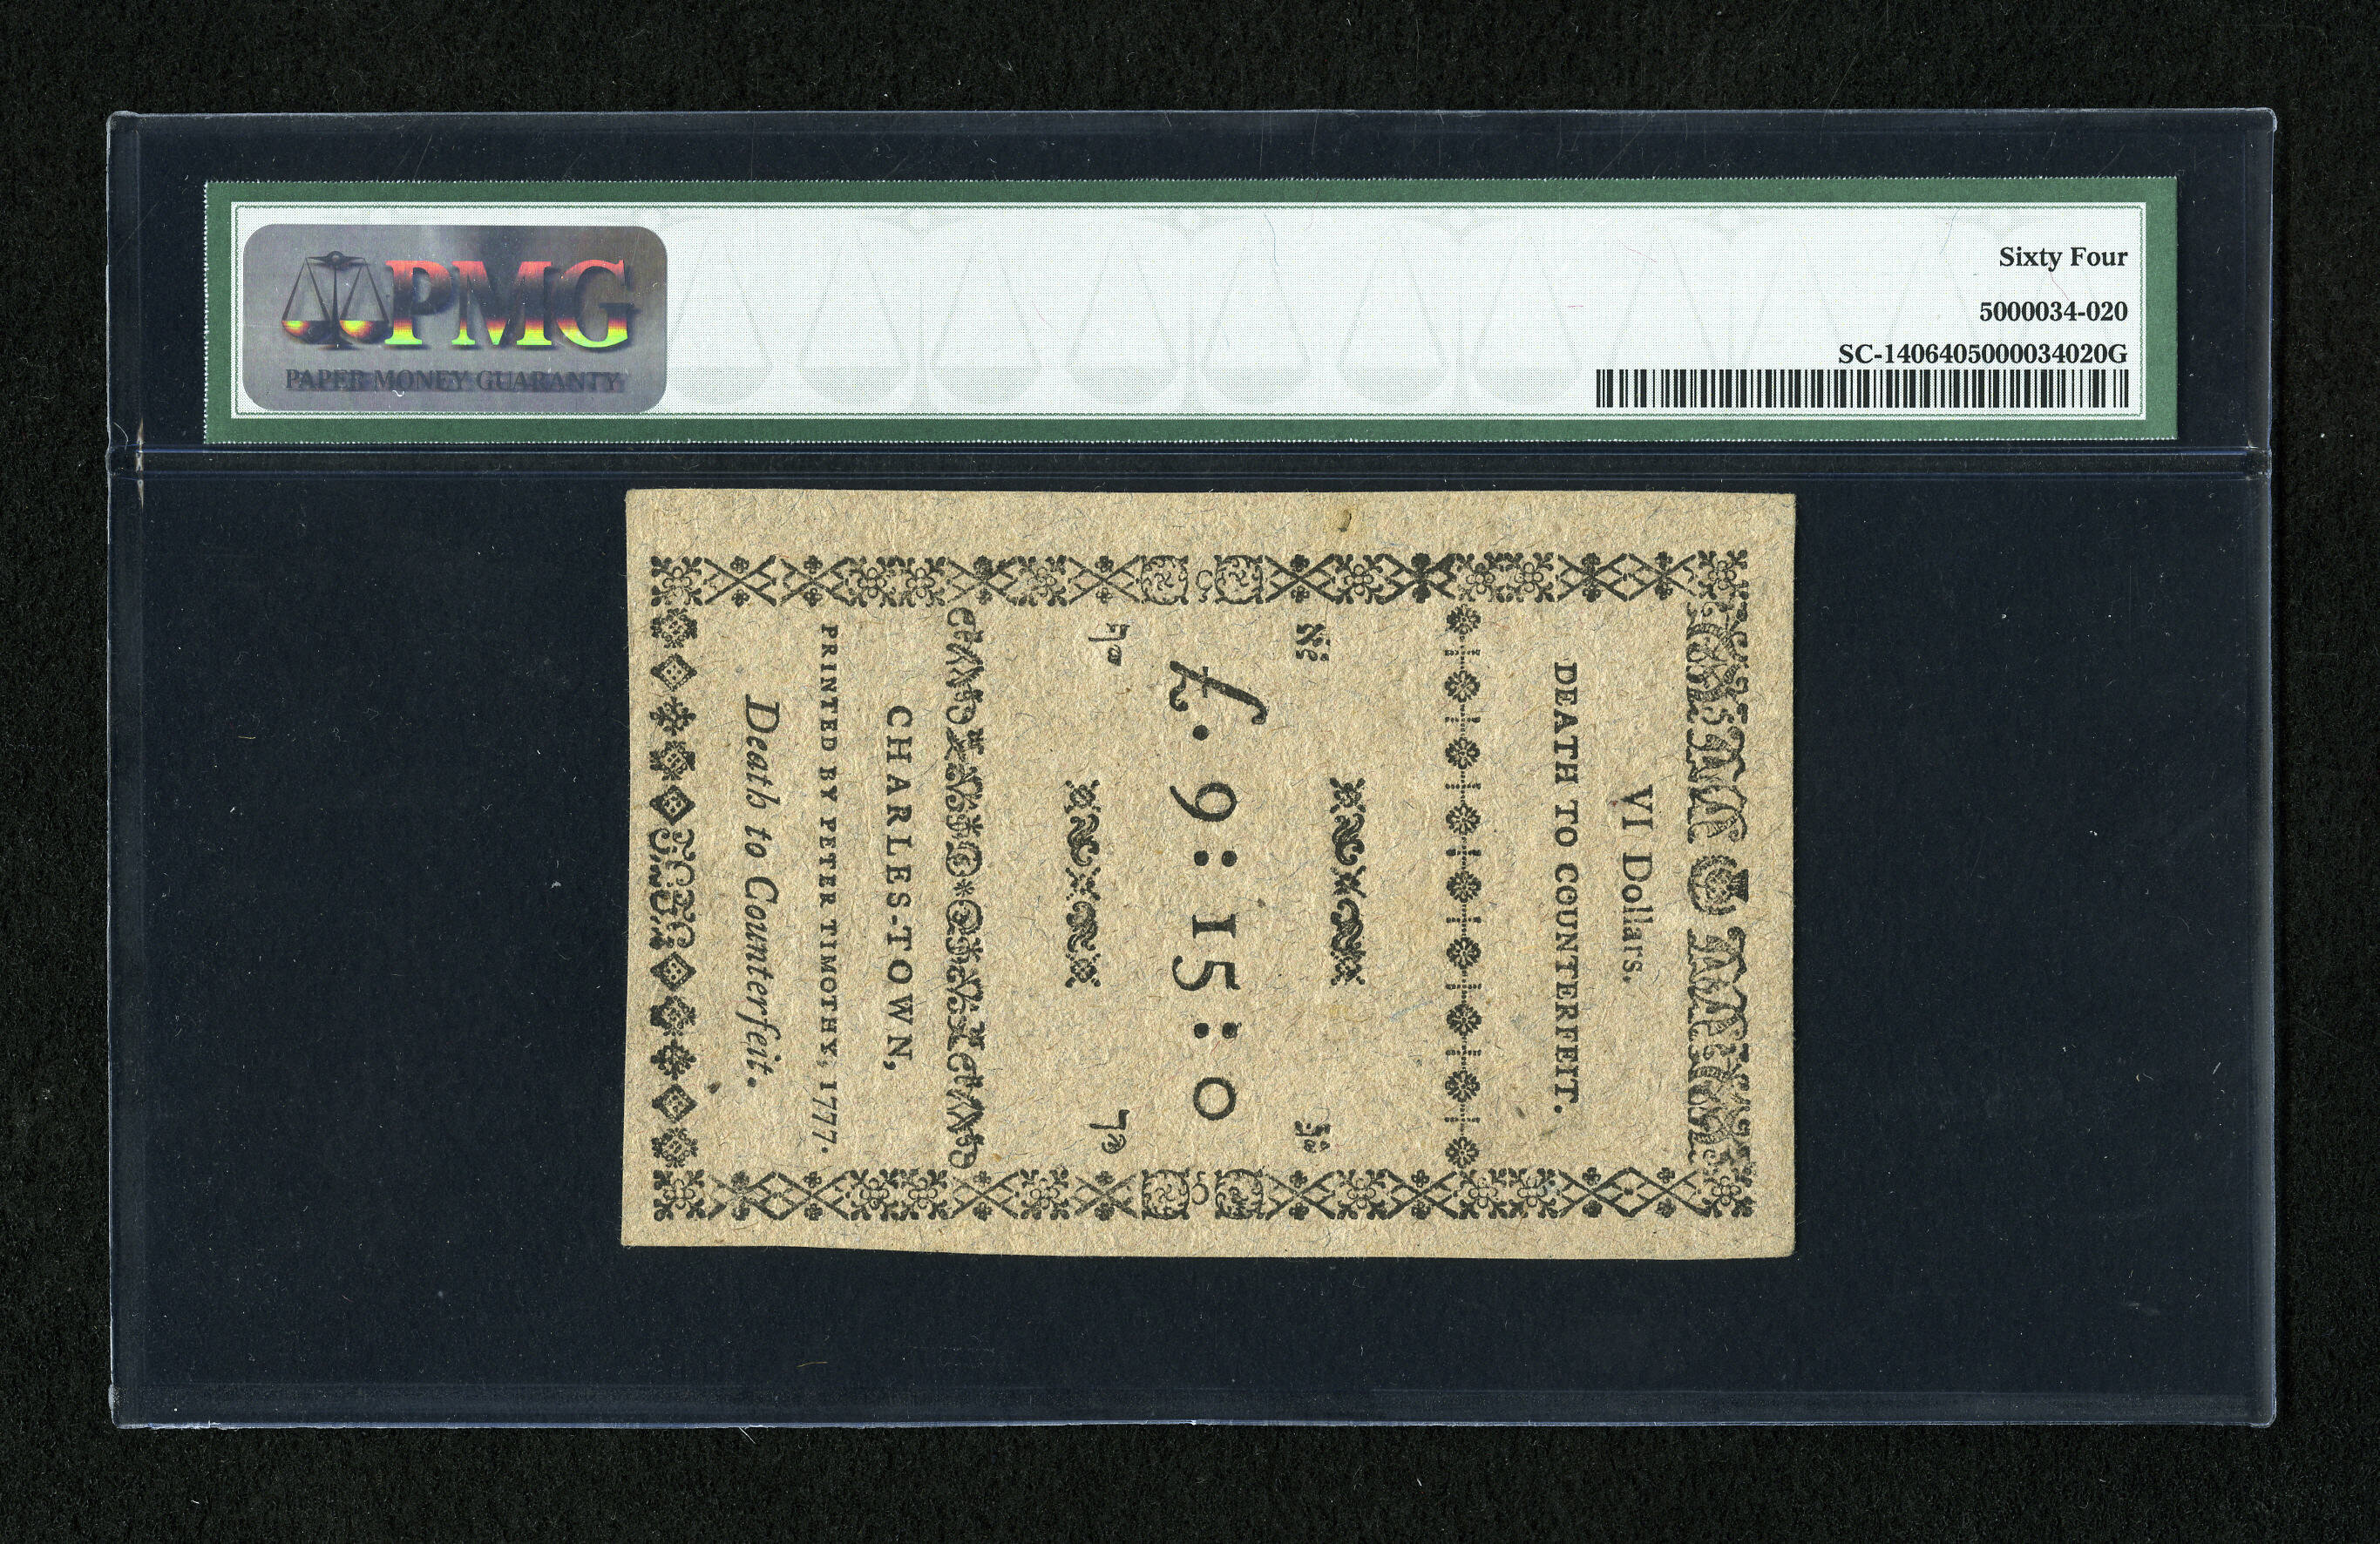 PMG
PAPER MONEY GUARANTY
Sixty Four
5000034-020
SC-1406405000034020G
VI Dollars.
DEATH TO COUNTERFEIT.
£. 9 : 15 : 0
CHARLES-TOWN,
PRINTED BY PETER TIMOTHY, 1777.
Death to Counterfeit.